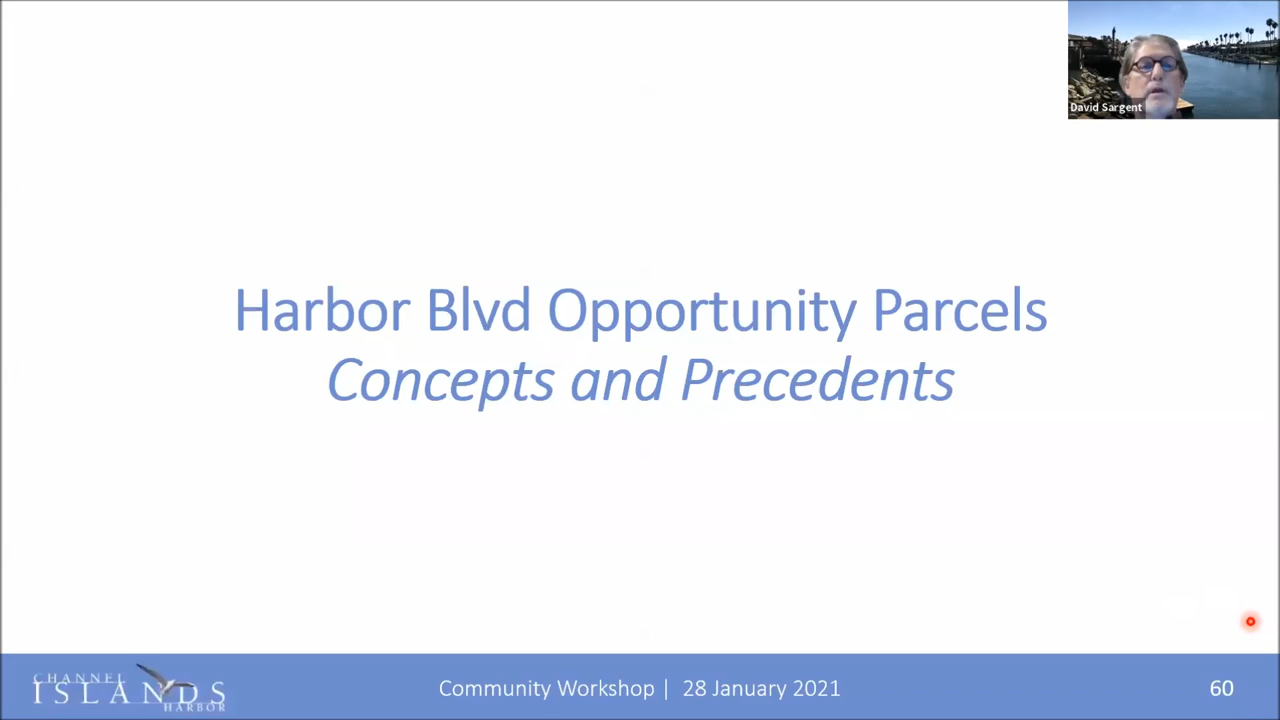 David Sargent
Harbor Blvd Opportunity Parcels
Concepts and Precedents
CHANNEL
ISLANDS
HARBOR
Community Workshop | 28 January 2021
60